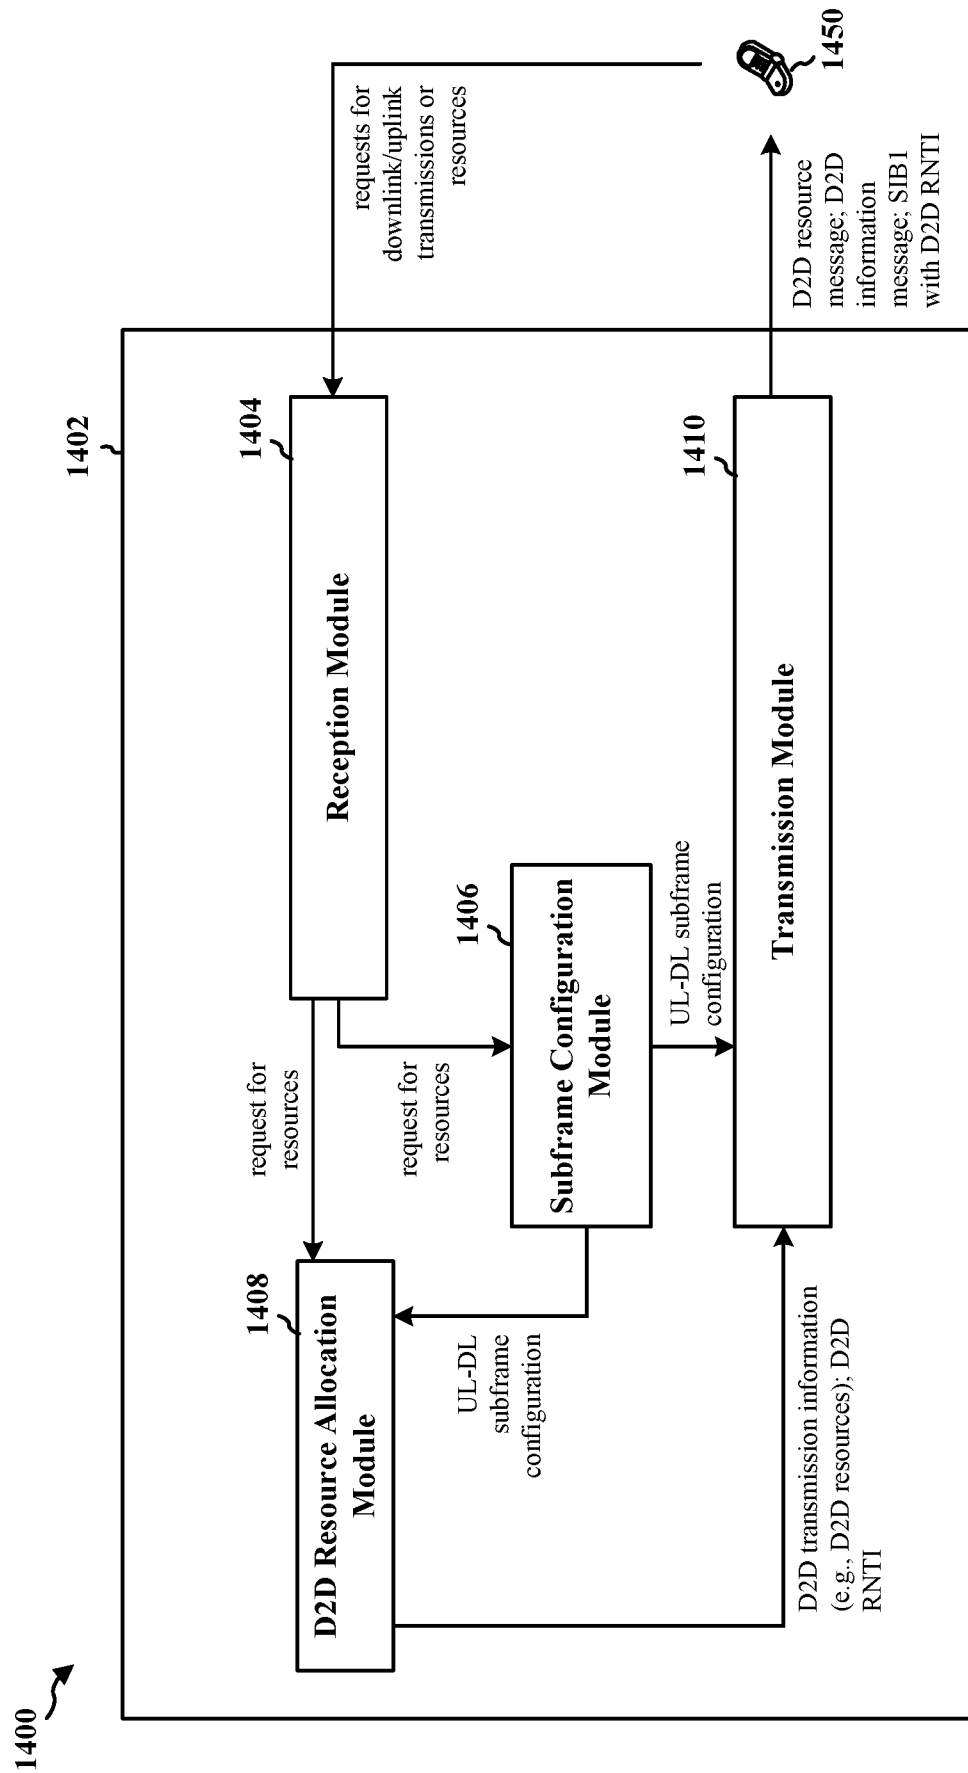 1400
1402
D2D Resource Allocation
Module
1408
request for
resources
Reception Module
1404
requests for
downlink/uplink
transmissions or
resources
1450
request for
resources
Subframe Configuration
Module
1406
UL-DL
subframe
configuration
UL-DL subframe
configuration
D2D transmission information
(e.g., D2D resources); D2D
RNTI
Transmission Module
1410
D2D resource
message; D2D
information
message; SIB1
with D2D RNTI